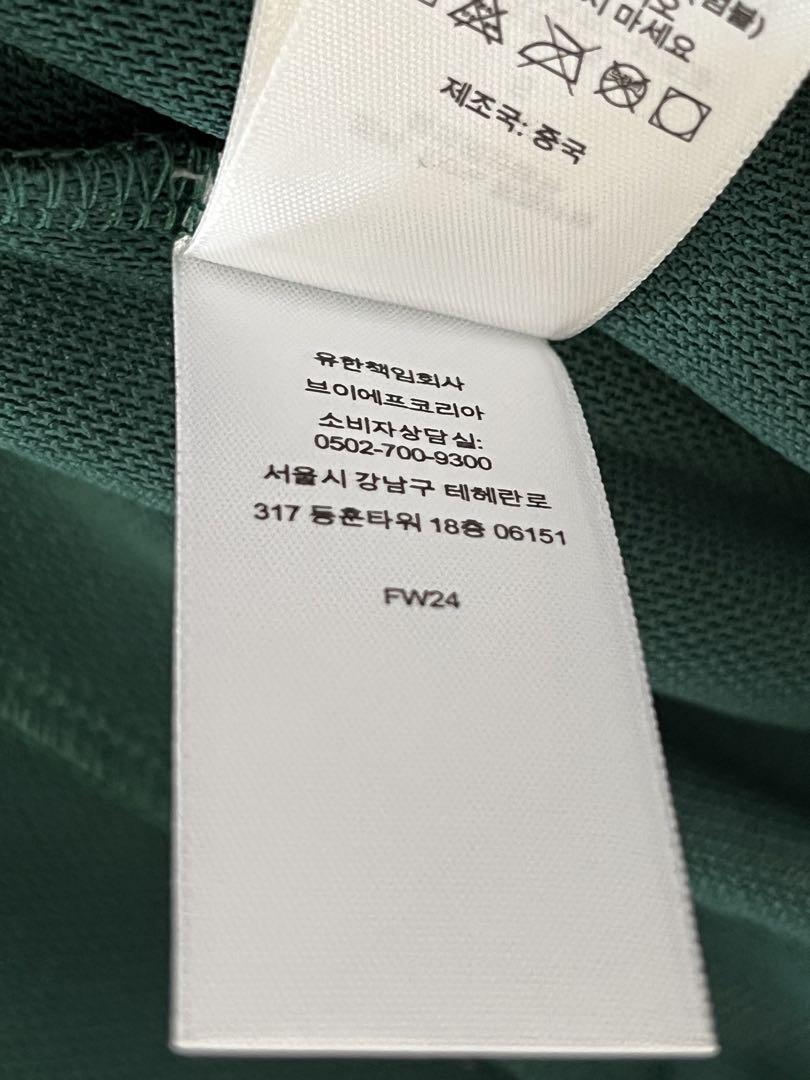 마세요
제조국: 중국
유한책임회사
브이에프코리아
소비자상담실:
0502-700-9300
서울시 강남구 테헤란로
317 동훈타워 18층 06151
FW24